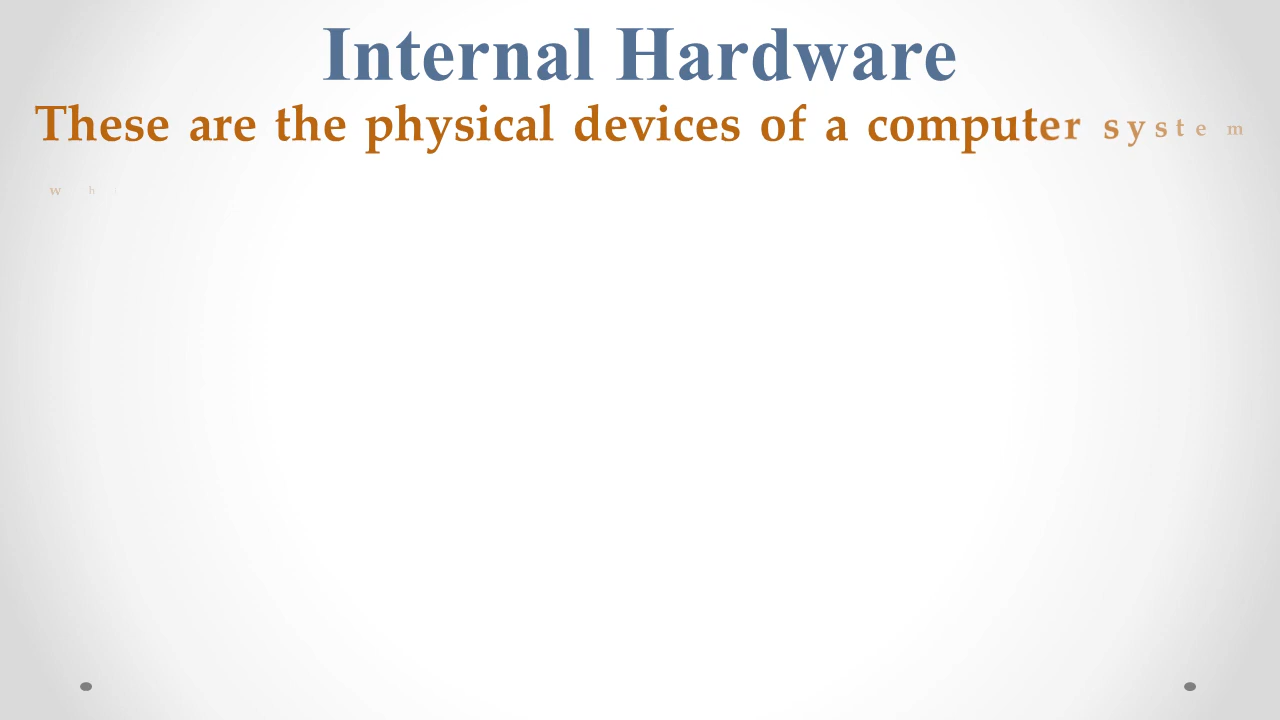 Internal Hardware
These are the physical devices of a computer system
w h i